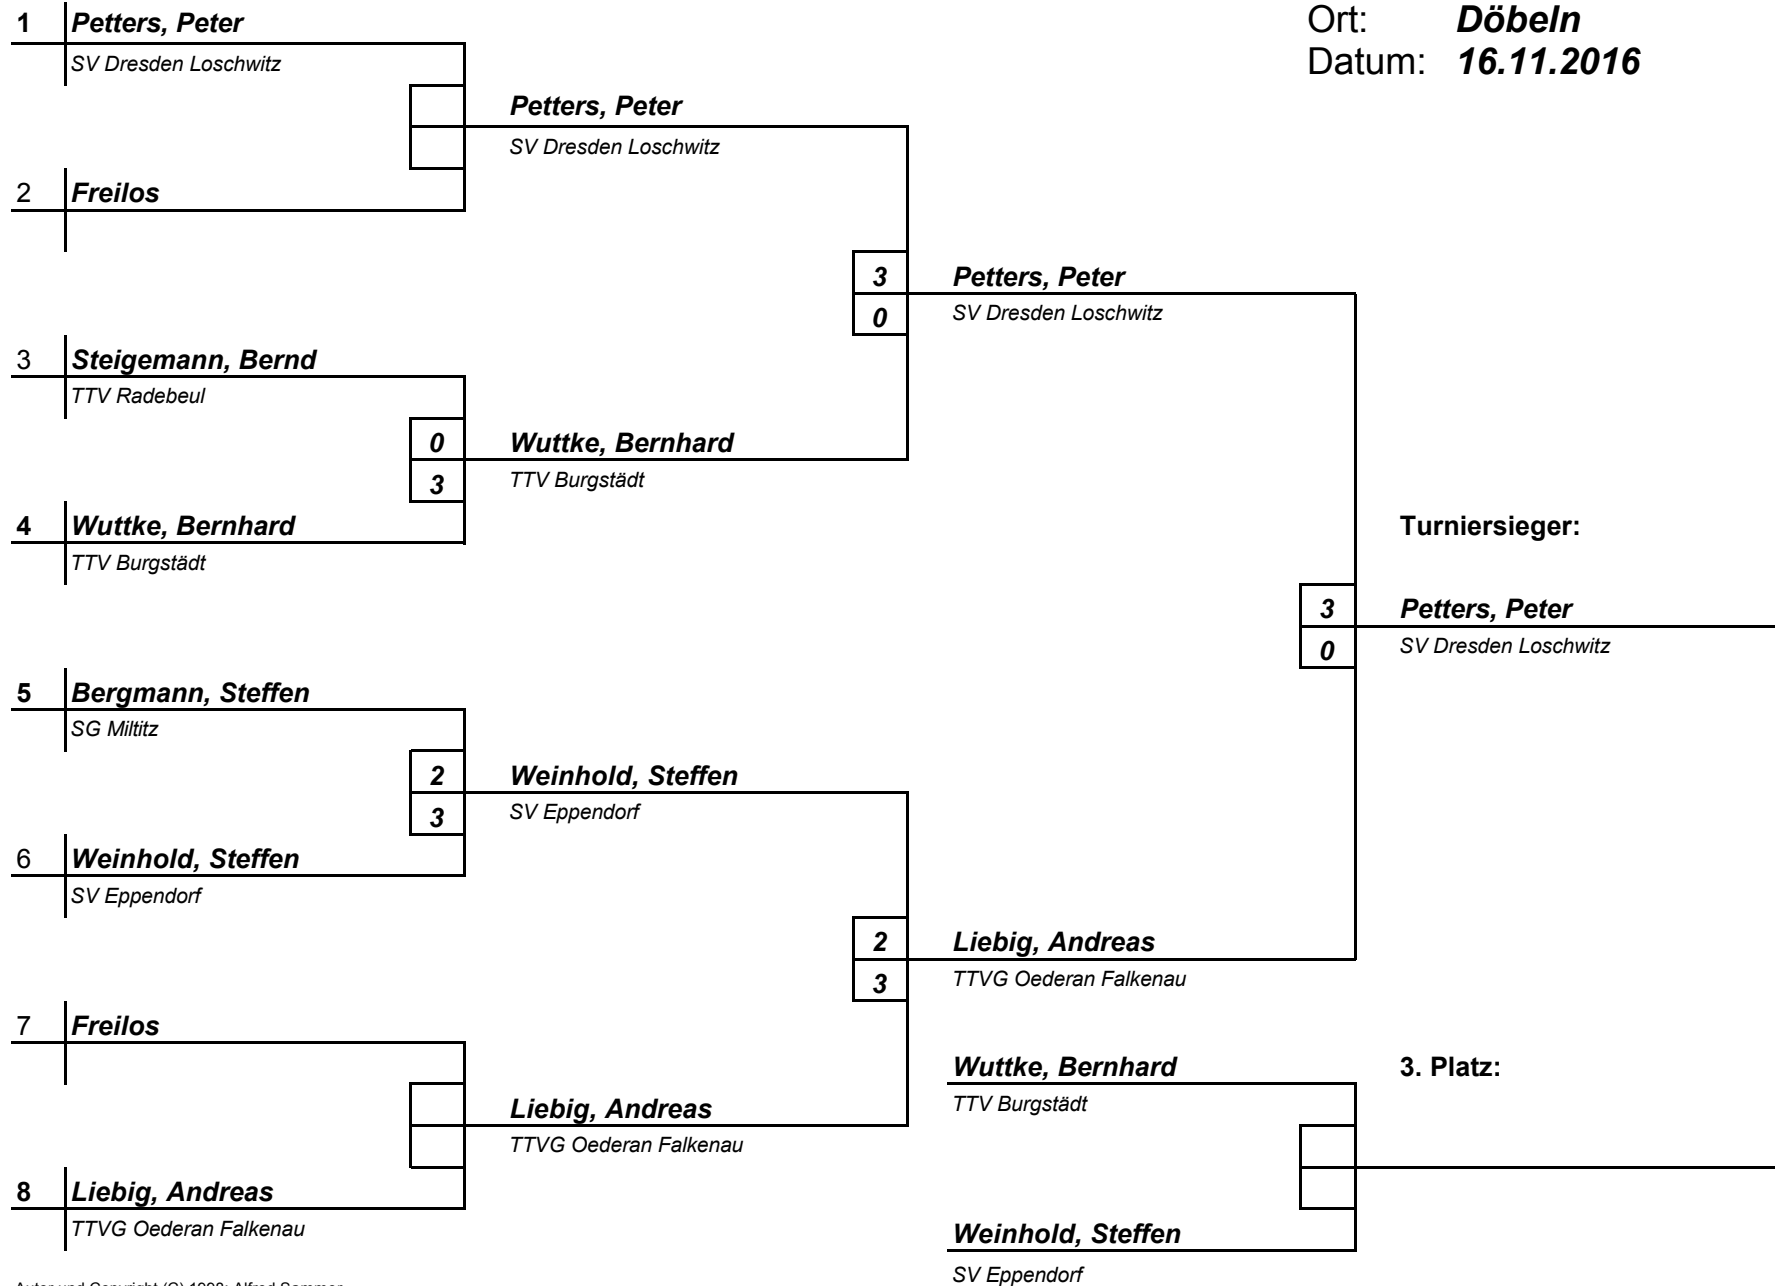 Ort: Döbeln
Datum: 16.11.2016
1 Petters, Peter
SV Dresden Loschwitz
Petters, Peter
SV Dresden Loschwitz
2 Freilos
3 Petters, Peter
0 SV Dresden Loschwitz
3 Steigemann, Bernd
TTV Radebeul
0 Wuttke, Bernhard
3 TTV Burgstädt
4 Wuttke, Bernhard
TTV Burgstädt
Turniersieger:
3 Petters, Peter
0 SV Dresden Loschwitz
5 Bergmann, Steffen
SG Miltitz
2 Weinhold, Steffen
3 SV Eppendorf
6 Weinhold, Steffen
SV Eppendorf
2 Liebig, Andreas
3 TTVG Oederan Falkenau
7 Freilos
Liebig, Andreas
TTVG Oederan Falkenau
8 Liebig, Andreas
TTVG Oederan Falkenau
Wuttke, Bernhard
TTV Burgstädt
3. Platz:
Weinhold, Steffen
SV Eppendorf